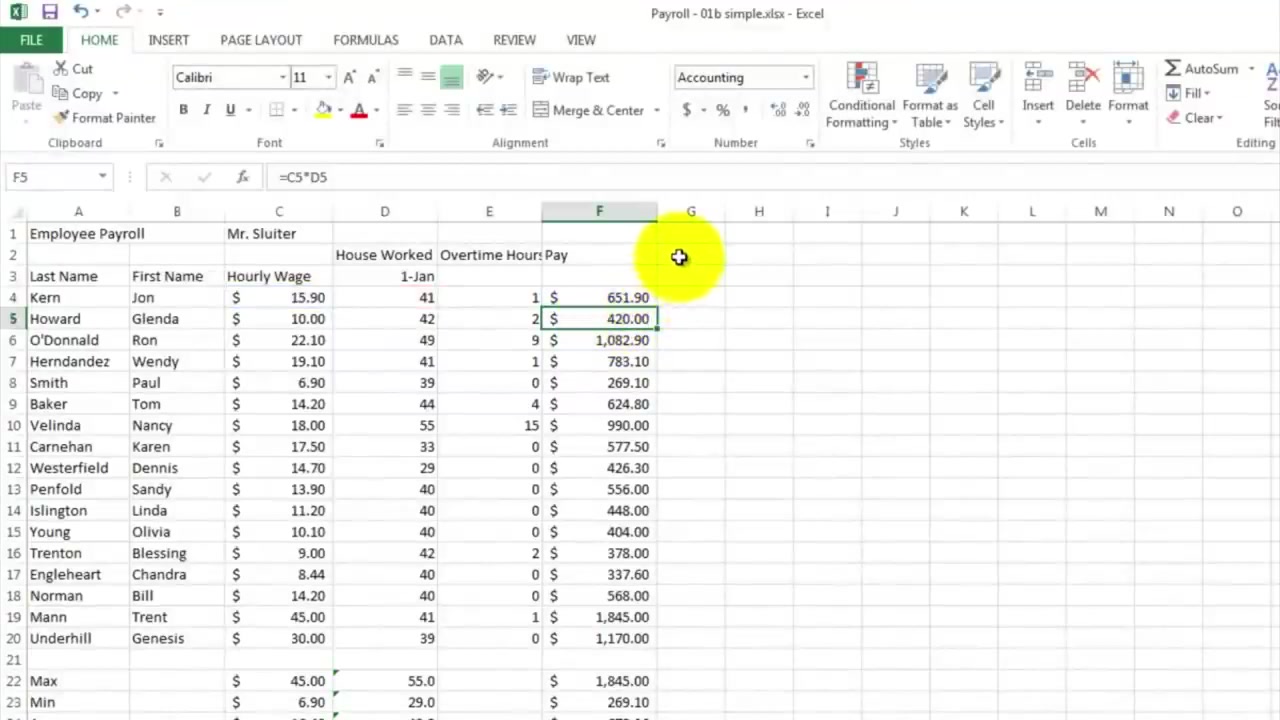 Payroll - 01b simple.xlsx - Excel
FILE HOME INSERT PAGE LAYOUT FORMULAS DATA REVIEW VIEW
Cut
Copy
Format Painter
Paste
Clipboard
Calibri 11
B I U
Font
Wrap Text
Merge & Center
Alignment
Accounting
$ % ,
Number
Conditional Formatting
Format as Table
Cell Styles
Styles
Insert Delete Format
Cells
AutoSum
Fill
Clear
Editing
F5 fx =C5*D5
A B C D E F G H I J K L M N O
1 Employee Payroll Mr. Sluiter
2 House Worked Overtime Hours Pay
3 Last Name First Name Hourly Wage 1-Jan
4 Kern Jon $ 15.90 41 1 $ 651.90
5 Howard Glenda $ 10.00 42 2 $ 420.00
6 O'Donnald Ron $ 22.10 49 9 $ 1,082.90
7 Herndandez Wendy $ 19.10 41 1 $ 783.10
8 Smith Paul $ 6.90 39 0 $ 269.10
9 Baker Tom $ 14.20 44 4 $ 624.80
10 Velinda Nancy $ 18.00 55 15 $ 990.00
11 Carnehan Karen $ 17.50 33 0 $ 577.50
12 Westerfield Dennis $ 14.70 29 0 $ 426.30
13 Penfold Sandy $ 13.90 40 0 $ 556.00
14 Islington Linda $ 11.20 40 0 $ 448.00
15 Young Olivia $ 10.10 40 0 $ 404.00
16 Trenton Blessing $ 9.00 42 2 $ 378.00
17 Engleheart Chandra $ 8.44 40 0 $ 337.60
18 Norman Bill $ 14.20 40 0 $ 568.00
19 Mann Trent $ 45.00 41 1 $ 1,845.00
20 Underhill Genesis $ 30.00 39 0 $ 1,170.00
21
22 Max $ 45.00 55.0 $ 1,845.00
23 Min $ 6.90 29.0 $ 269.10